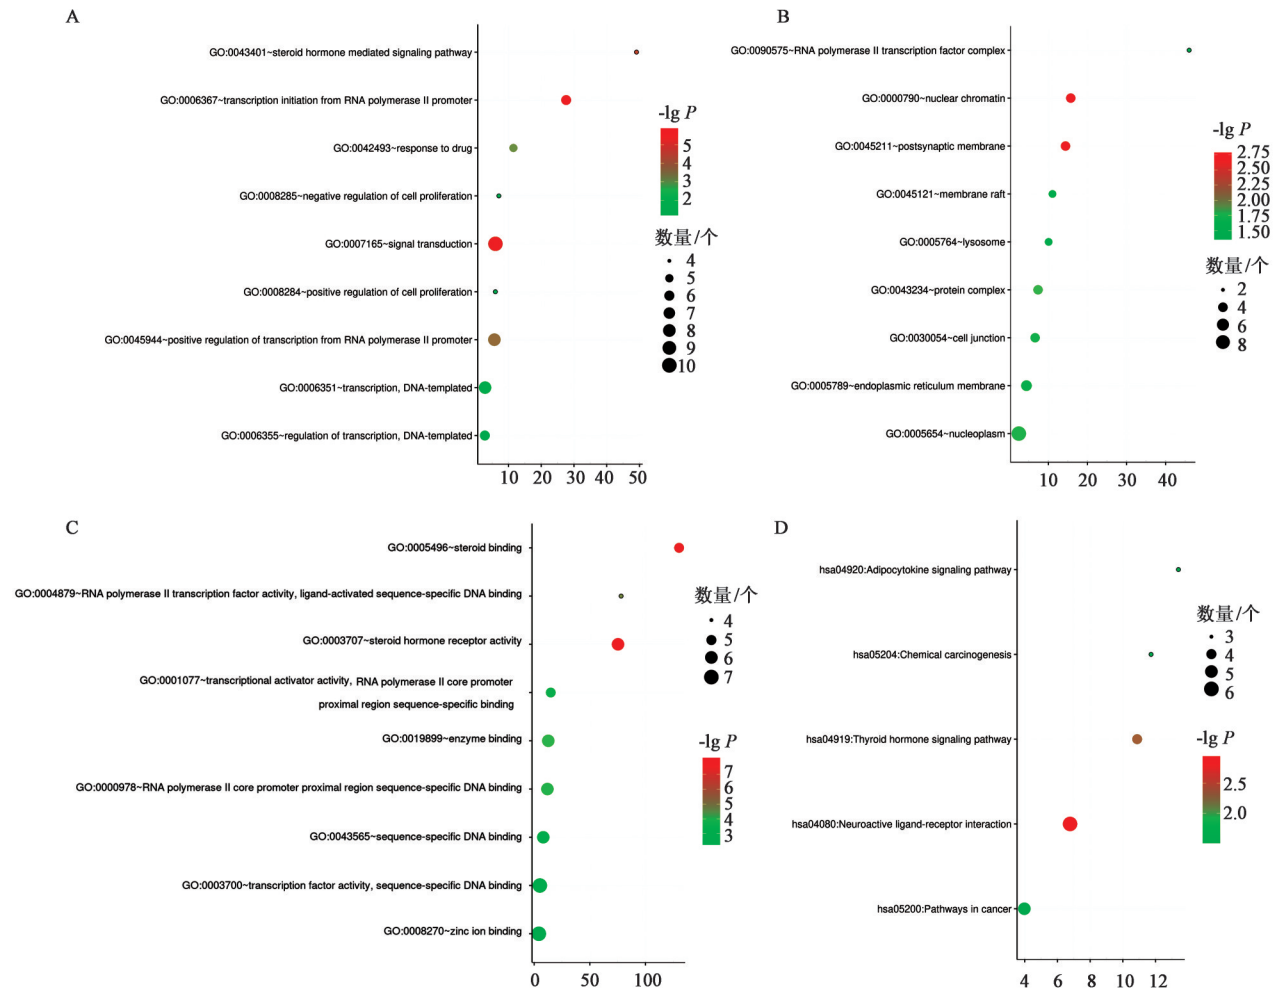 A
GO:0043401~steroid hormone mediated signaling pathway
GO:0006367~transcription initiation from RNA polymerase II promoter
GO:0042493~response to drug
GO:0008285~negative regulation of cell proliferation
GO:0007165~signal transduction
GO:0008284~positive regulation of cell proliferation
GO:0045944~positive regulation of transcription from RNA polymerase II promoter
GO:0006351~transcription, DNA-templated
GO:0006355~regulation of transcription, DNA-templated
10 20 30 40 50
-lg P
5
4
3
2
数量/个
4
5
6
7
8
9
10
B
GO:0090575~RNA polymerase II transcription factor complex
GO:0000790~nuclear chromatin
GO:0045211~postsynaptic membrane
GO:0045121~membrane raft
GO:0005764~lysosome
GO:0043234~protein complex
GO:0030054~cell junction
GO:0005789~endoplasmic reticulum membrane
GO:0005654~nucleoplasm
10 20 30 40
-lg P
2.75
2.50
2.25
2.00
1.75
1.50
数量/个
2
4
6
8
C
GO:0005496~steroid binding
GO:0004879~RNA polymerase II transcription factor activity, ligand-activated sequence-specific DNA binding
GO:0003707~steroid hormone receptor activity
GO:0001077~transcriptional activator activity, RNA polymerase II core promoter
proximal region sequence-specific binding
GO:0019899~enzyme binding
GO:0000978~RNA polymerase II core promoter proximal region sequence-specific DNA binding
GO:0043565~sequence-specific DNA binding
GO:0003700~transcription factor activity, sequence-specific DNA binding
GO:0008270~zinc ion binding
0 50 100
数量/个
4
5
6
7
-lg P
7
6
5
4
3
D
hsa04920:Adipocytokine signaling pathway
hsa05204:Chemical carcinogenesis
hsa04919:Thyroid hormone signaling pathway
hsa04080:Neuroactive ligand-receptor interaction
hsa05200:Pathways in cancer
4 6 8 10 12
数量/个
3
4
5
6
-lg P
2.5
2.0